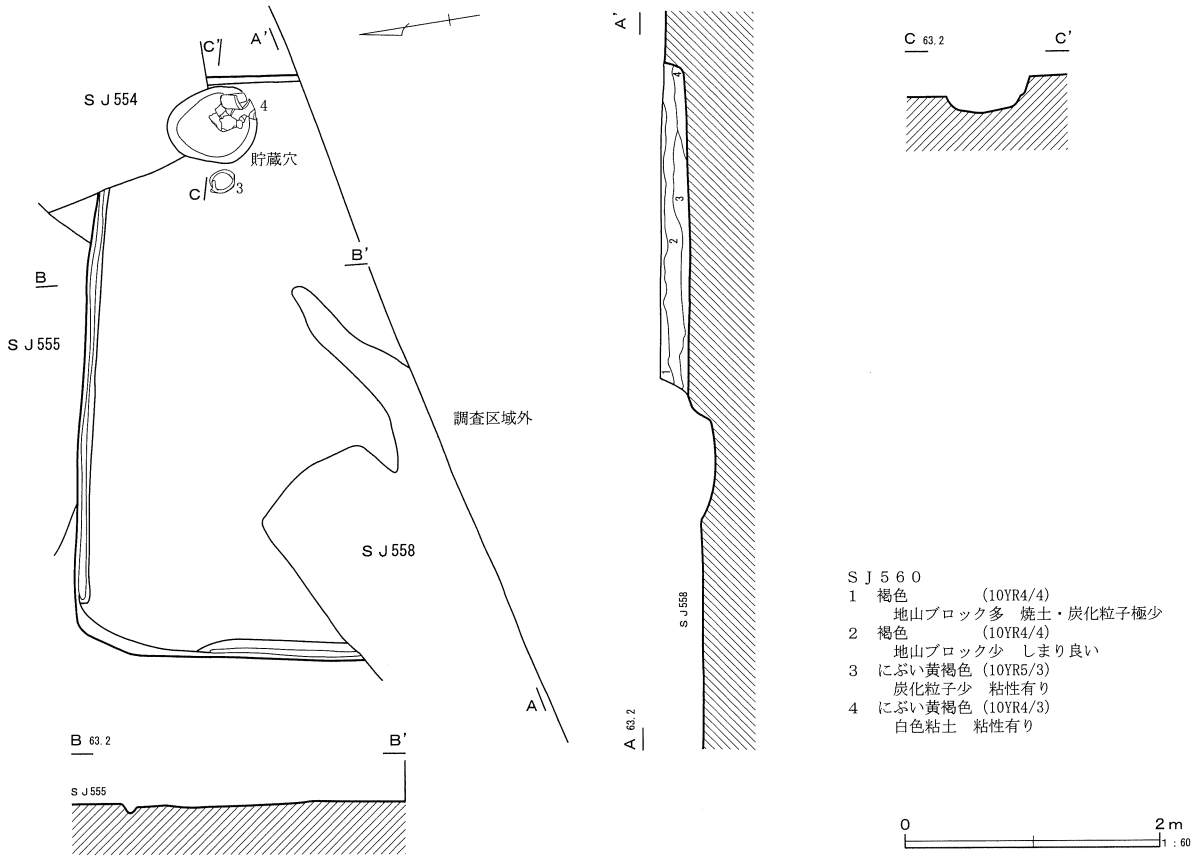 C'
A'
SJ554
4
貯蔵穴
C
3
B'
B
SJ555
調査区域外
SJ558
A
B 63.2
B'
SJ555
A'
4
3
2
1
SJ558
A 63.2
C 63.2
C'
SJ560
1 褐色 (10YR4/4)
地山ブロック多 焼土・炭化粒子極少
2 褐色 (10YR4/4)
地山ブロック少 しまり良い
3 にぶい黄褐色 (10YR5/3)
炭化粒子少 粘性有り
4 にぶい黄褐色 (10YR4/3)
白色粘土 粘性有り
0 2m
1:60